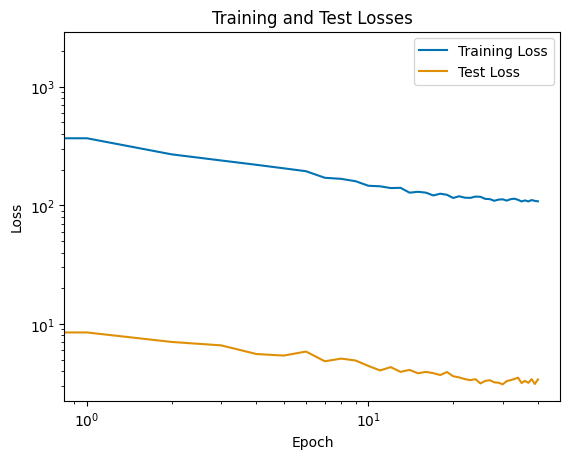 Training and Test Losses
Training Loss
Test Loss
10³
10²
10¹
Loss
10⁰
10¹
Epoch